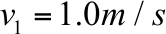 v₁ = 1.0m / s